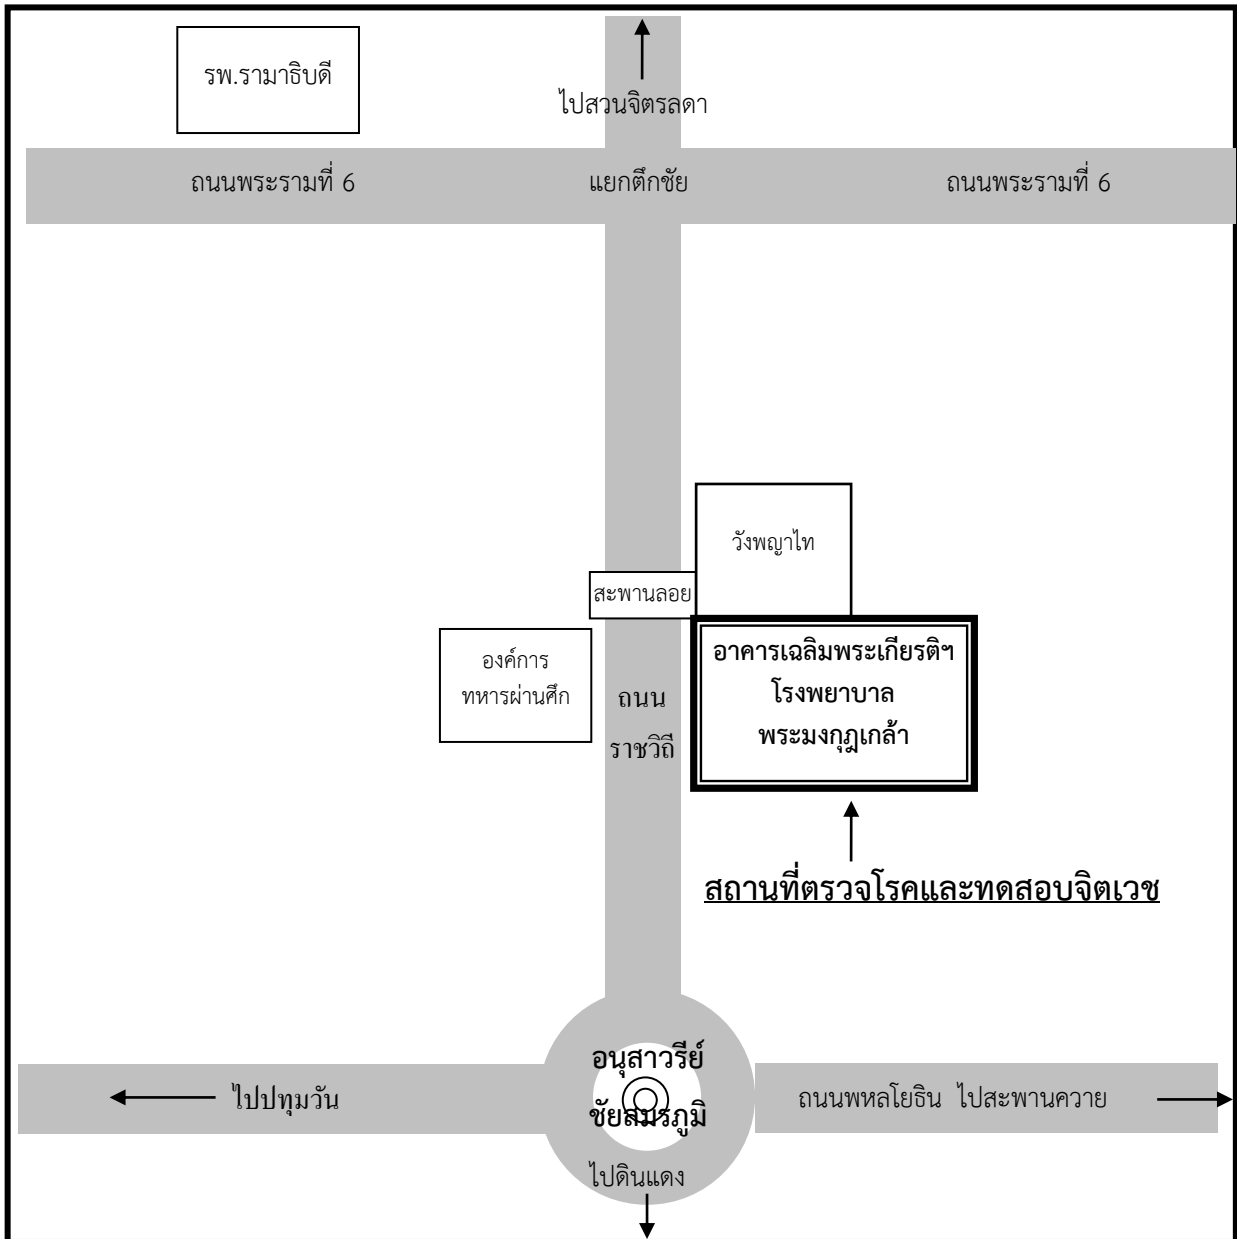 รพ.รามาธิบดี
ไปสวนจิตรลดา
ถนนพระรามที่ 6
แยกตึกชัย
ถนนพระรามที่ 6
วังพญาไท
สะพานลอย
องค์การ
ทหารผ่านศึก
ถนน
ราชวิถี
อาคารเฉลิมพระเกียรติฯ
โรงพยาบาล
พระมงกุฎเกล้า
สถานที่ตรวจโรคและทดสอบจิตเวช
อนุสาวรีย์
ชัยสมรภูมิ
ไปปทุมวัน
ถนนพหลโยธิน ไปสะพานควาย
ไปดินแดง